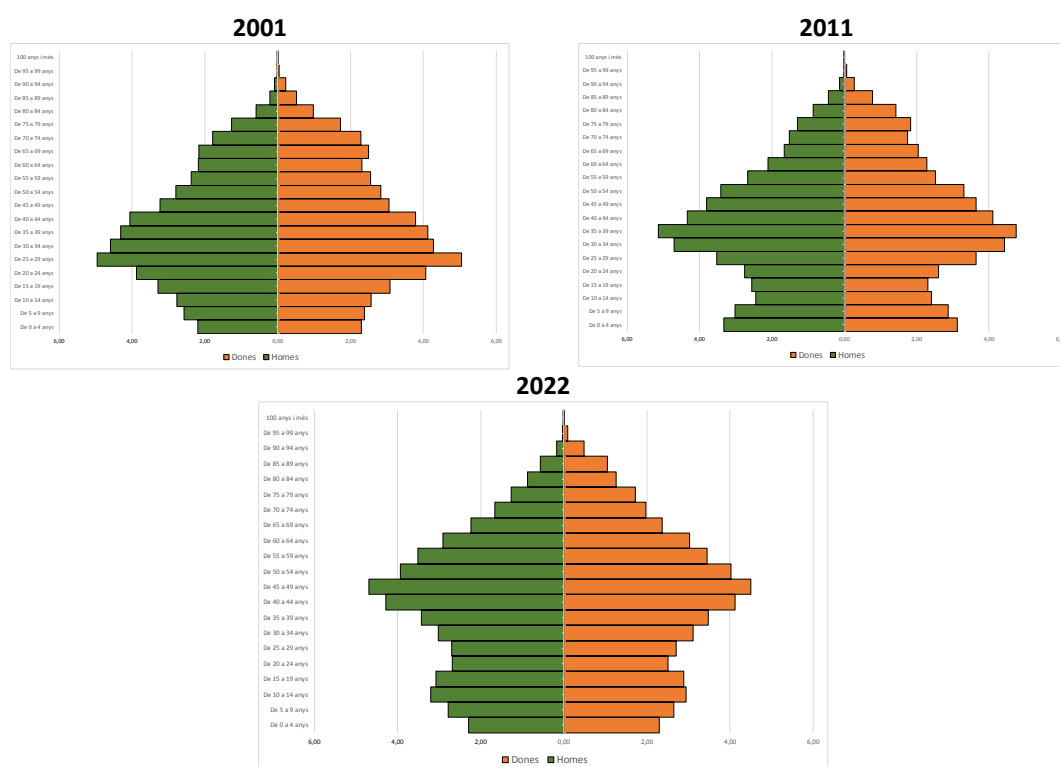 2001
100 anys i més
De 95 a 99 anys
De 90 a 94 anys
De 85 a 89 anys
De 80 a 84 anys
De 75 a 79 anys
De 70 a 74 anys
De 65 a 69 anys
De 60 a 64 anys
De 55 a 59 anys
De 50 a 54 anys
De 45 a 49 anys
De 40 a 44 anys
De 35 a 39 anys
De 30 a 34 anys
De 25 a 29 anys
De 20 a 24 anys
De 15 a 19 anys
De 10 a 14 anys
De 5 a 9 anys
De 0 a 4 anys
6,00 4,00 2,00 0,00 2,00 4,00 6,00
Dones Homes
2011
100 anys i més
De 95 a 99 anys
De 90 a 94 anys
De 85 a 89 anys
De 80 a 84 anys
De 75 a 79 anys
De 70 a 74 anys
De 65 a 69 anys
De 60 a 64 anys
De 55 a 59 anys
De 50 a 54 anys
De 45 a 49 anys
De 40 a 44 anys
De 35 a 39 anys
De 30 a 34 anys
De 25 a 29 anys
De 20 a 24 anys
De 15 a 19 anys
De 10 a 14 anys
De 5 a 9 anys
De 0 a 4 anys
6,00 4,00 2,00 0,00 2,00 4,00
Dones Homes
2022
100 anys i més
De 95 a 99 anys
De 90 a 94 anys
De 85 a 89 anys
De 80 a 84 anys
De 75 a 79 anys
De 70 a 74 anys
De 65 a 69 anys
De 60 a 64 anys
De 55 a 59 anys
De 50 a 54 anys
De 45 a 49 anys
De 40 a 44 anys
De 35 a 39 anys
De 30 a 34 anys
De 25 a 29 anys
De 20 a 24 anys
De 15 a 19 anys
De 10 a 14 anys
De 5 a 9 anys
De 0 a 4 anys
6,00 4,00 2,00 0,00 2,00 4,00 6,00
Dones Homes